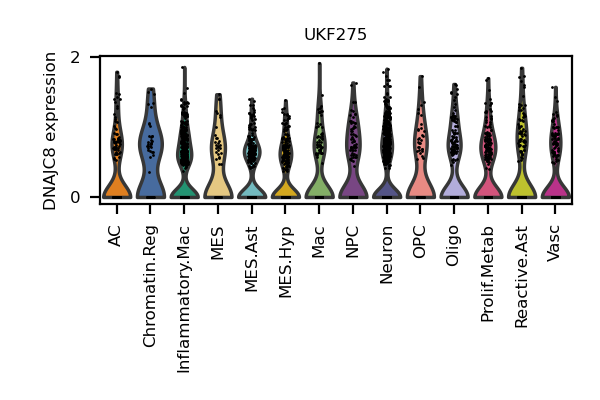 UKF275
DNAJC8 expression
2
0
AC
Chromatin.Reg
Inflammatory.Mac
MES
MES.Ast
MES.Hyp
Mac
NPC
Neuron
OPC
Oligo
Prolif.Metab
Reactive.Ast
Vasc